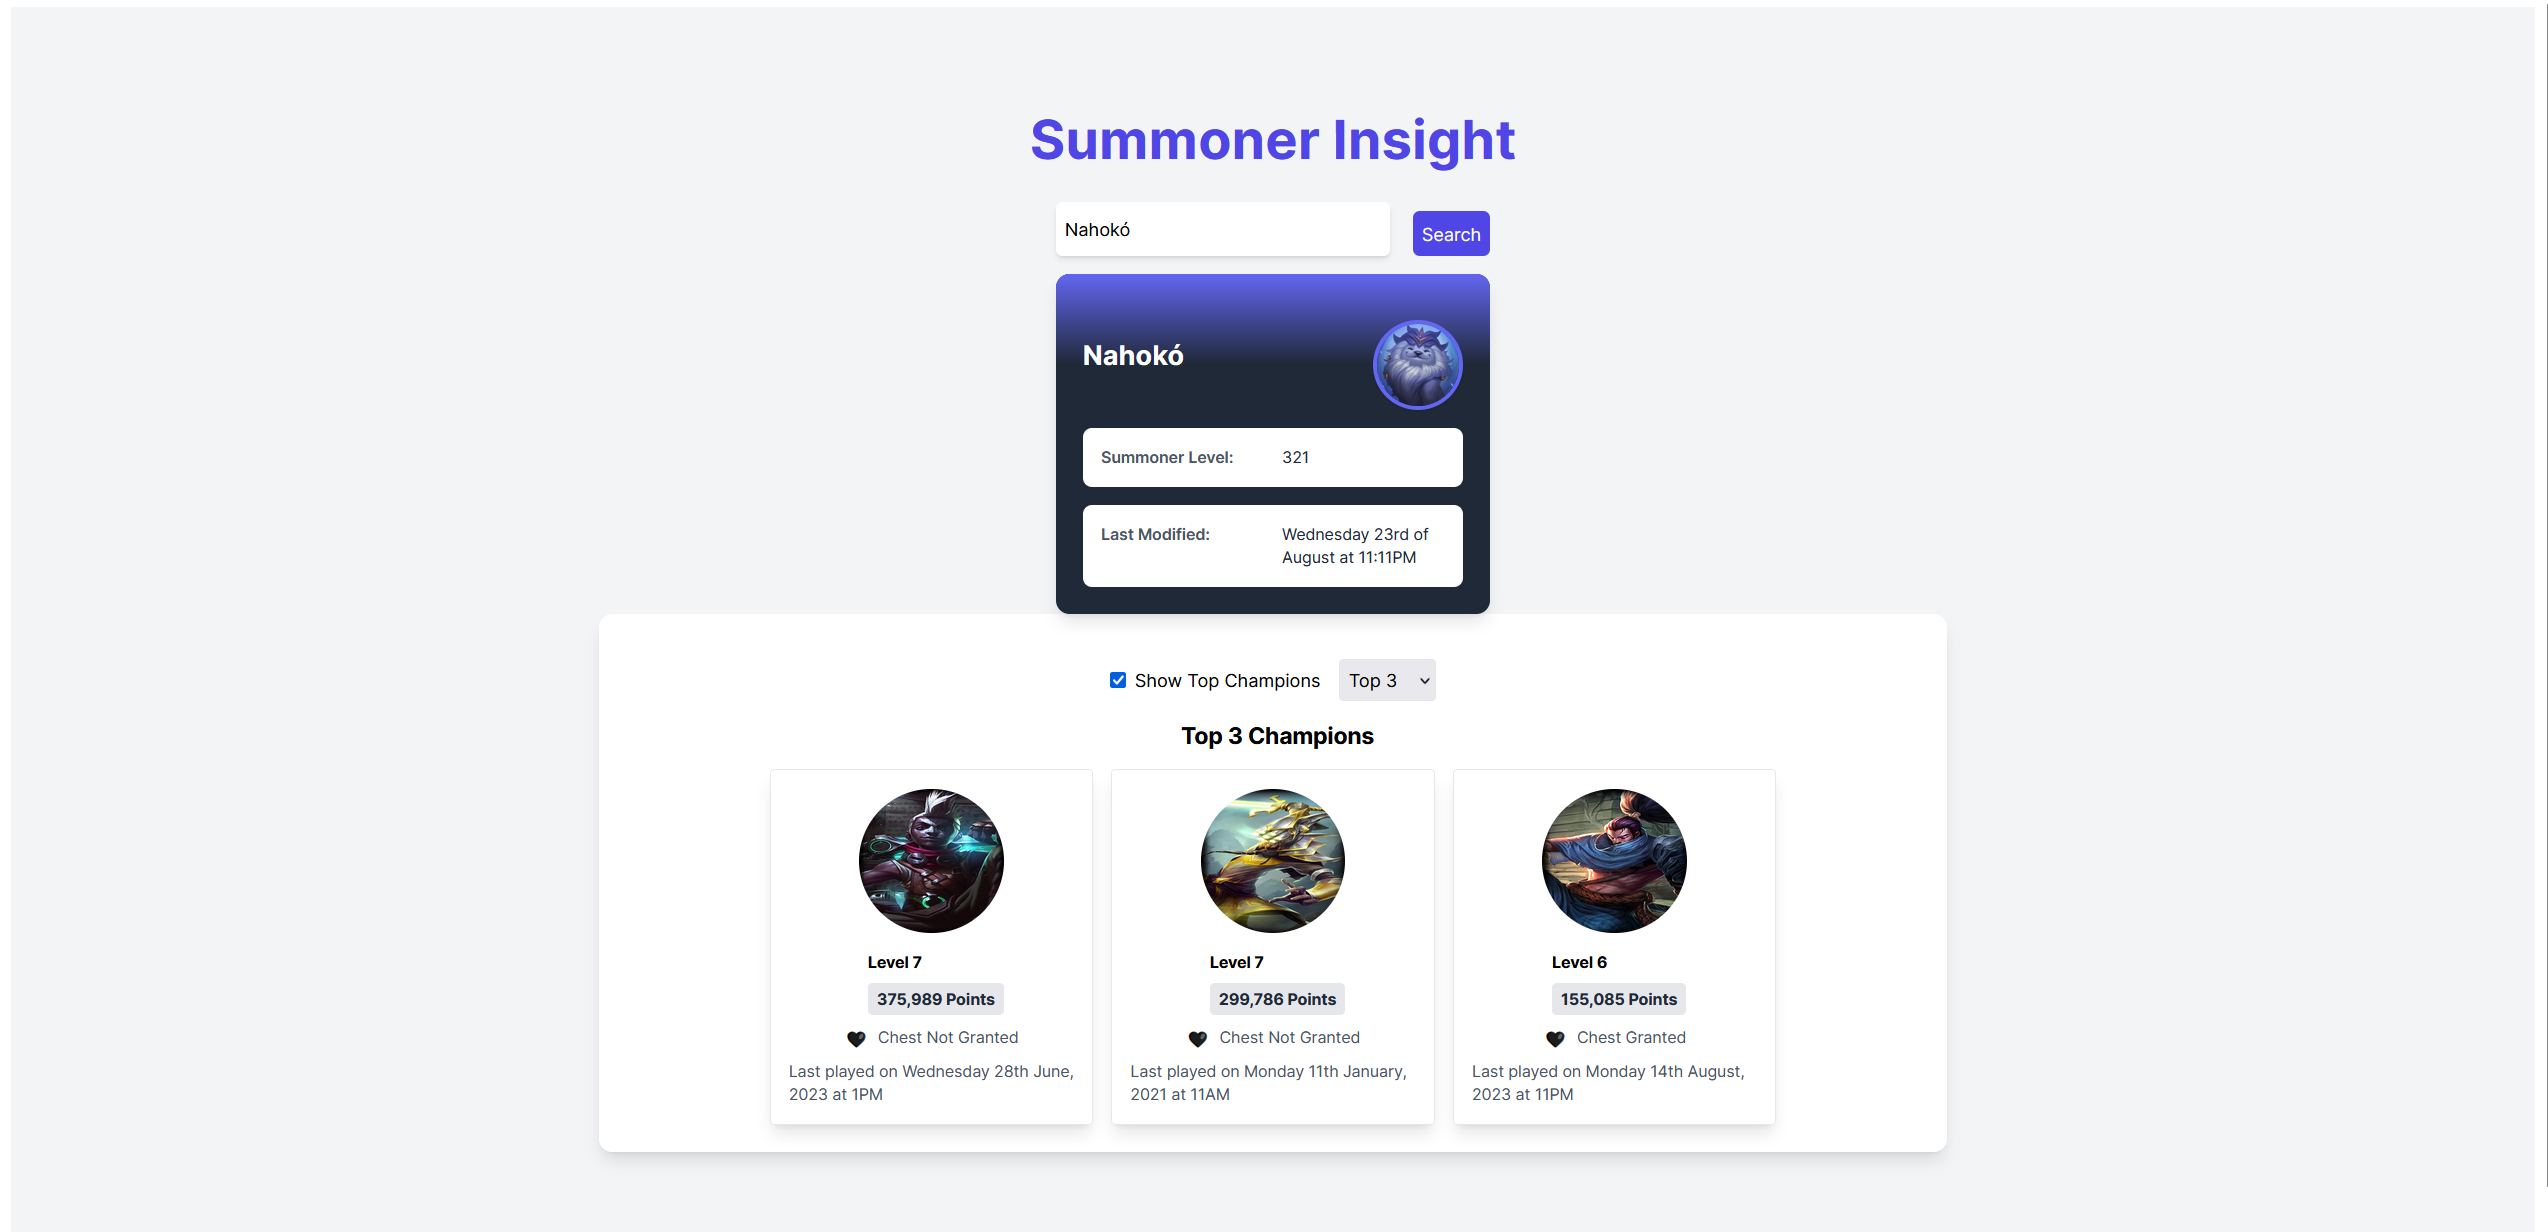 Summoner Insight
Nahokó
Search
Nahokó
Summoner Level: 321
Last Modified: Wednesday 23rd of
August at 11:11PM
Show Top Champions Top 3
Top 3 Champions
Level 7
375,989 Points
Chest Not Granted
Last played on Wednesday 28th June,
2023 at 1PM
Level 7
299,786 Points
Chest Not Granted
Last played on Monday 11th January,
2021 at 11AM
Level 6
155,085 Points
Chest Granted
Last played on Monday 14th August,
2023 at 11PM